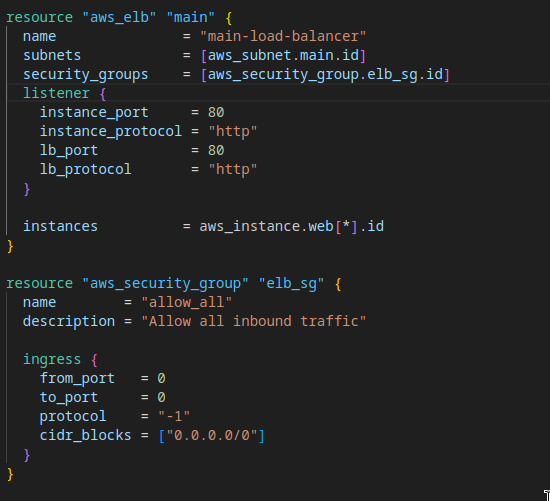 resource "aws_elb" "main" {
  name               = "main-load-balancer"
  subnets            = [aws_subnet.main.id]
  security_groups    = [aws_security_group.elb_sg.id]
  listener {
    instance_port     = 80
    instance_protocol = "http"
    lb_port           = 80
    lb_protocol       = "http"
  }

  instances          = aws_instance.web[*].id
}

resource "aws_security_group" "elb_sg" {
  name        = "allow_all"
  description = "Allow all inbound traffic"

  ingress {
    from_port   = 0
    to_port     = 0
    protocol    = "-1"
    cidr_blocks = ["0.0.0.0/0"]
  }
}